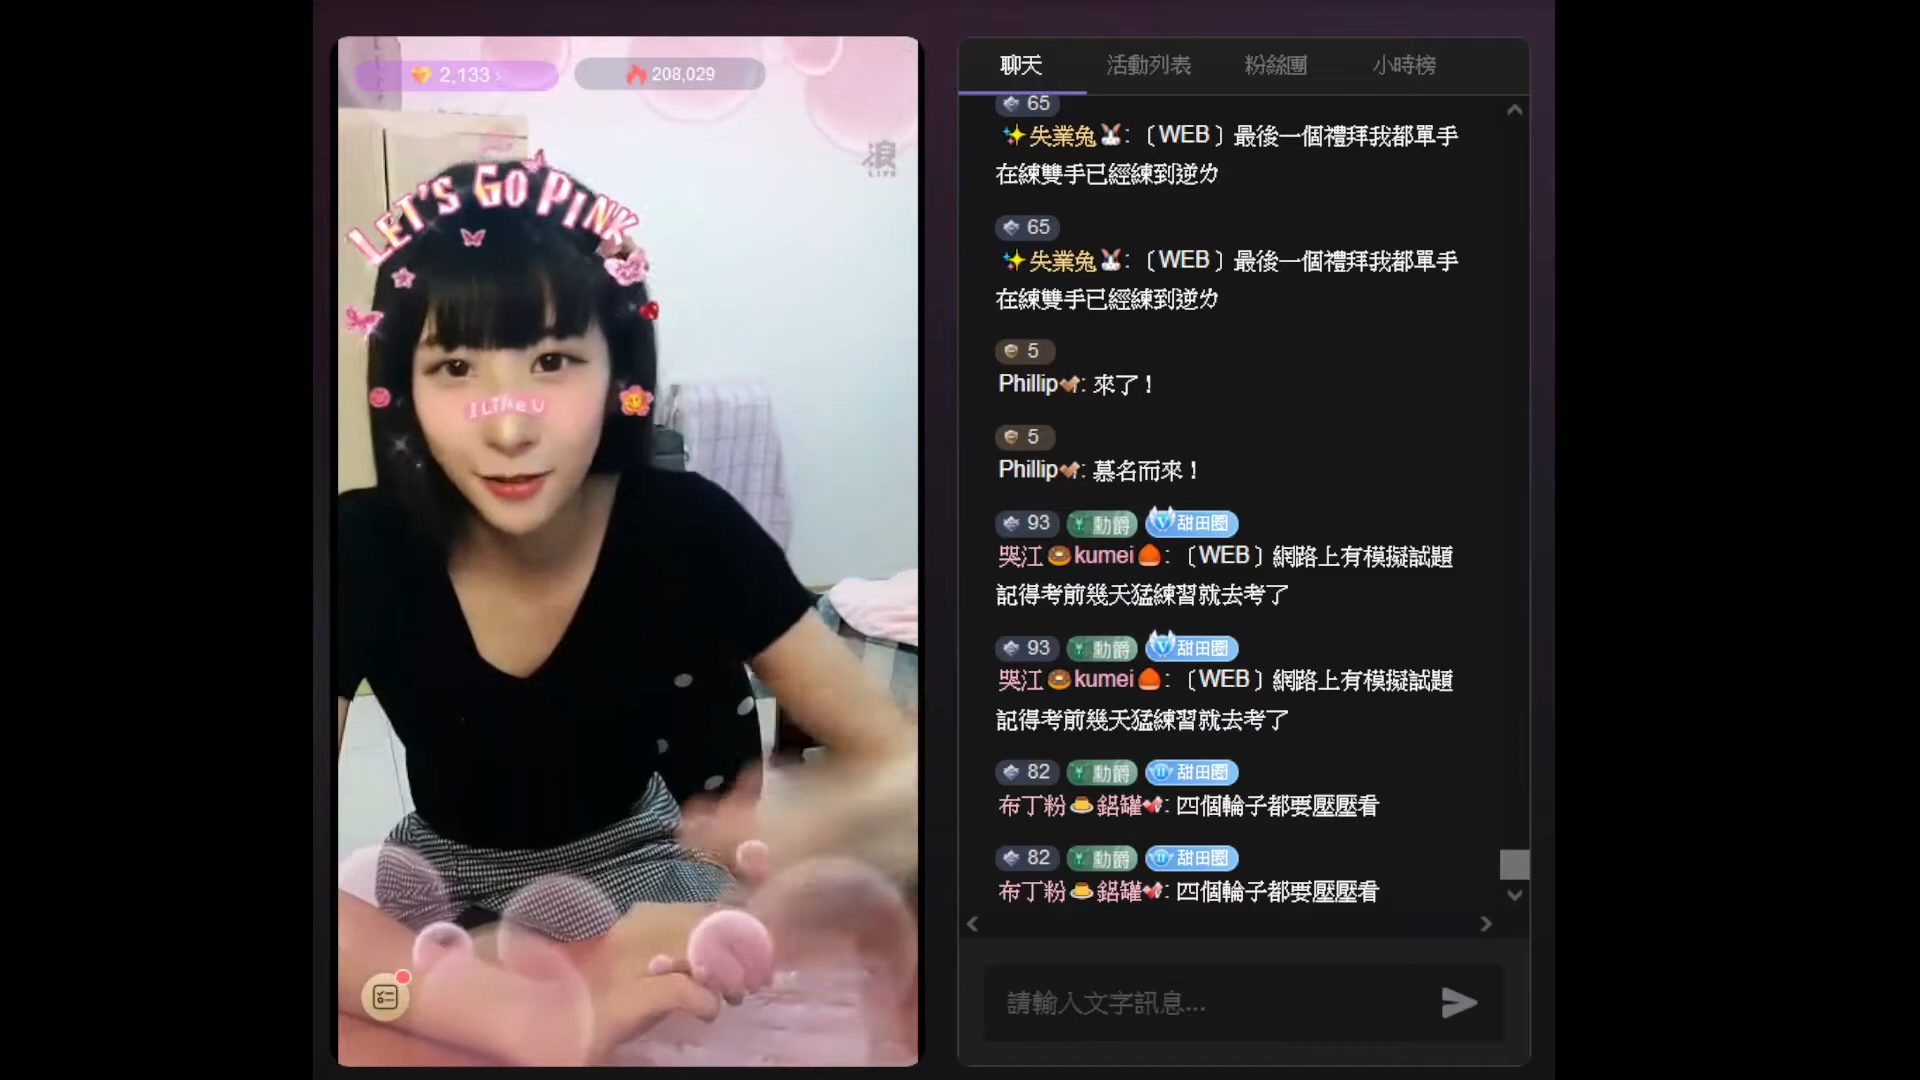 2,133
208,029
浪
LIVE
LET'S GO PINK
I LIKE U
聊天
活動列表
粉絲團
小時榜
65
失業兔: 〔WEB〕最後一個禮拜我都單手
在練雙手已經練到逆ㄌ
65
失業兔: 〔WEB〕最後一個禮拜我都單手
在練雙手已經練到逆ㄌ
5
Phillip: 來了!
5
Phillip: 慕名而來!
93 勳爵 V 甜田圈
哭江kumei: 〔WEB〕網路上有模擬試題
記得考前幾天猛練習就去考了
93 勳爵 V 甜田圈
哭江kumei: 〔WEB〕網路上有模擬試題
記得考前幾天猛練習就去考了
82 勳爵 甜田圈
布丁粉鋁罐: 四個輪子都要壓壓看
82 勳爵 甜田圈
布丁粉鋁罐: 四個輪子都要壓壓看
請輸入文字訊息...